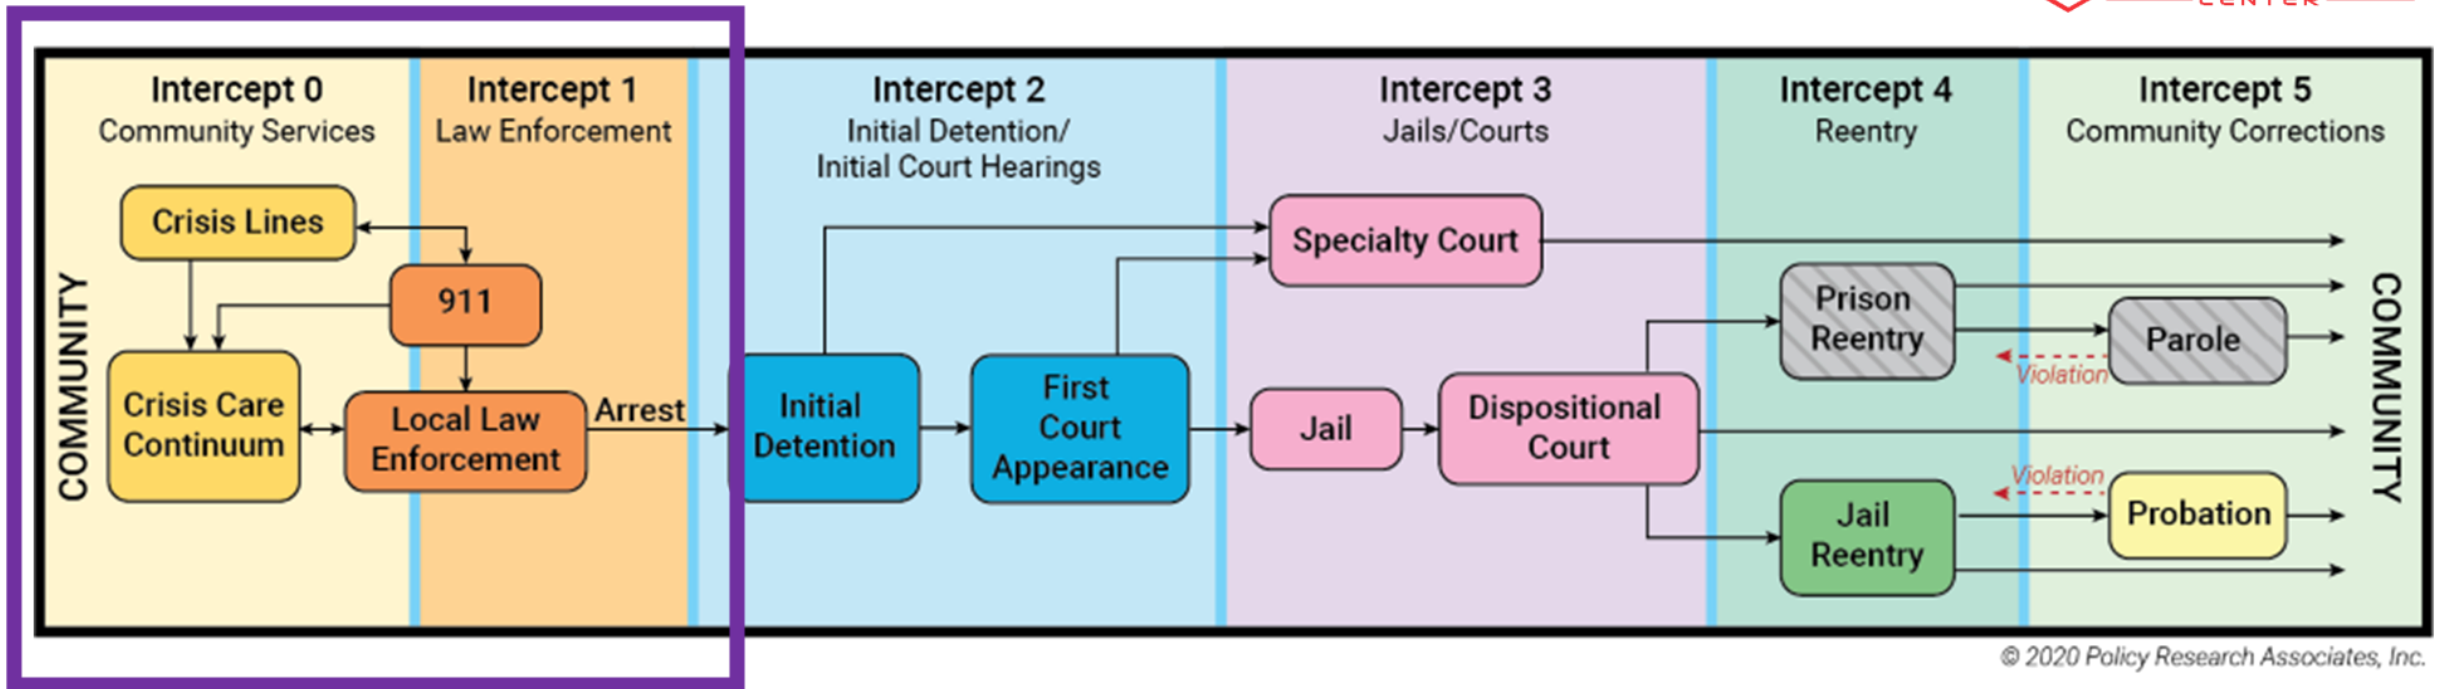 CENTER
Intercept 0
Community Services
Intercept 1
Law Enforcement
Intercept 2
Initial Detention/
Initial Court Hearings
Intercept 3
Jails/Courts
Intercept 4
Reentry
Intercept 5
Community Corrections
COMMUNITY
Crisis Lines
911
Crisis Care
Continuum
Local Law
Enforcement
Arrest
Initial
Detention
First
Court
Appearance
Specialty Court
Jail
Dispositional
Court
Prison
Reentry
Parole
Violation
Violation
Jail
Reentry
Probation
COMMUNITY
© 2020 Policy Research Associates, Inc.